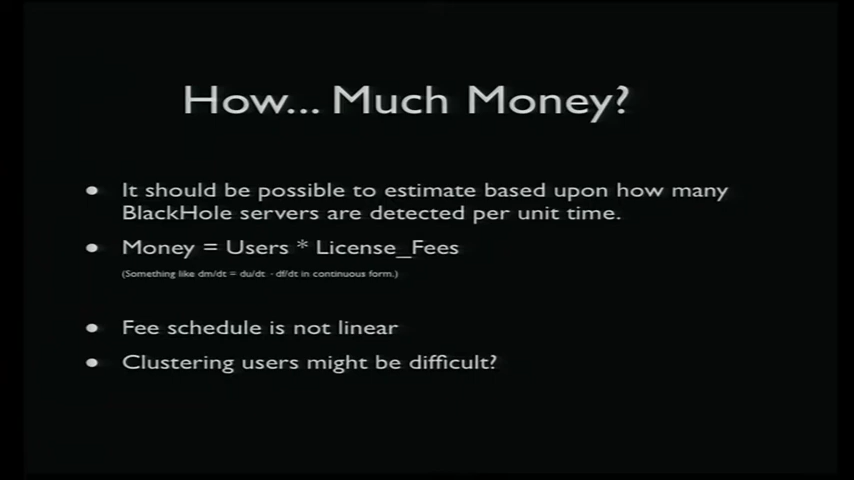 How... Much Money?
• It should be possible to estimate based upon how many
BlackHole servers are detected per unit time.
• Money = Users * License_Fees
(Something like dm/dt = du/dt - df/dt in continuous form.)
• Fee schedule is not linear
• Clustering users might be difficult?